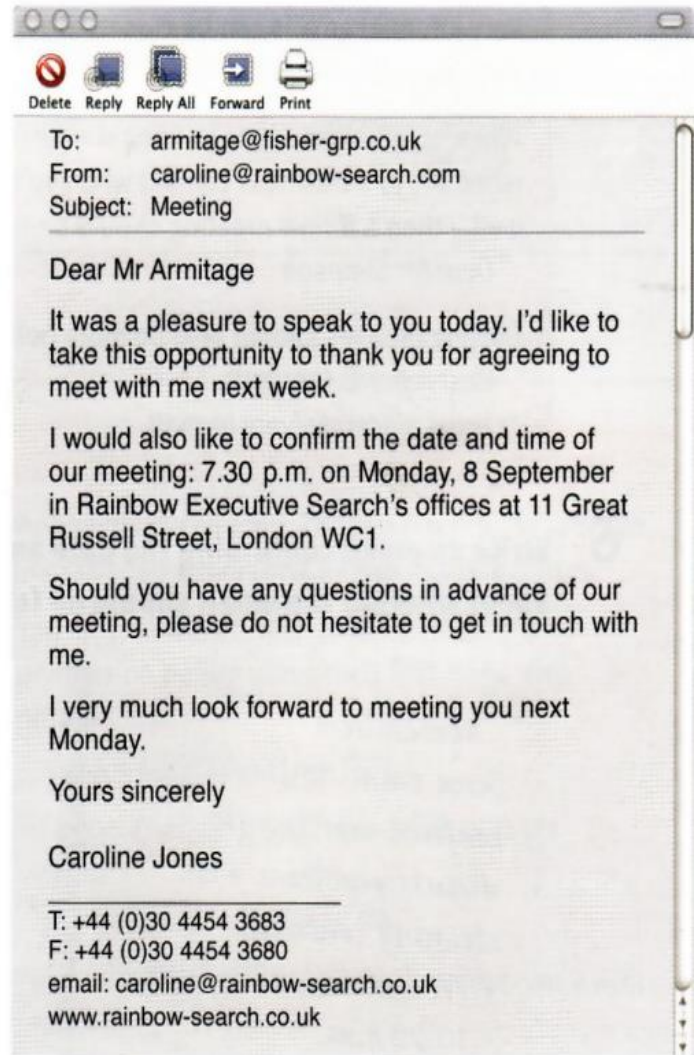 Delete Reply Reply All Forward Print
To: armitage@fisher-grp.co.uk
From: caroline@rainbow-search.com
Subject: Meeting
Dear Mr Armitage
It was a pleasure to speak to you today. I'd like to
take this opportunity to thank you for agreeing to
meet with me next week.
I would also like to confirm the date and time of
our meeting: 7.30 p.m. on Monday, 8 September
in Rainbow Executive Search's offices at 11 Great
Russell Street, London WC1.
Should you have any questions in advance of our
meeting, please do not hesitate to get in touch with
me.
I very much look forward to meeting you next
Monday.
Yours sincerely
Caroline Jones
T: +44 (0)30 4454 3683
F: +44 (0)30 4454 3680
email: caroline@rainbow-search.co.uk
www.rainbow-search.co.uk